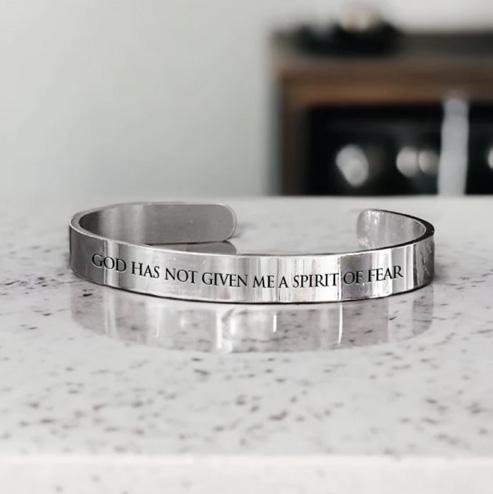 GOD HAS NOT GIVEN ME A SPIRIT OF FEAR